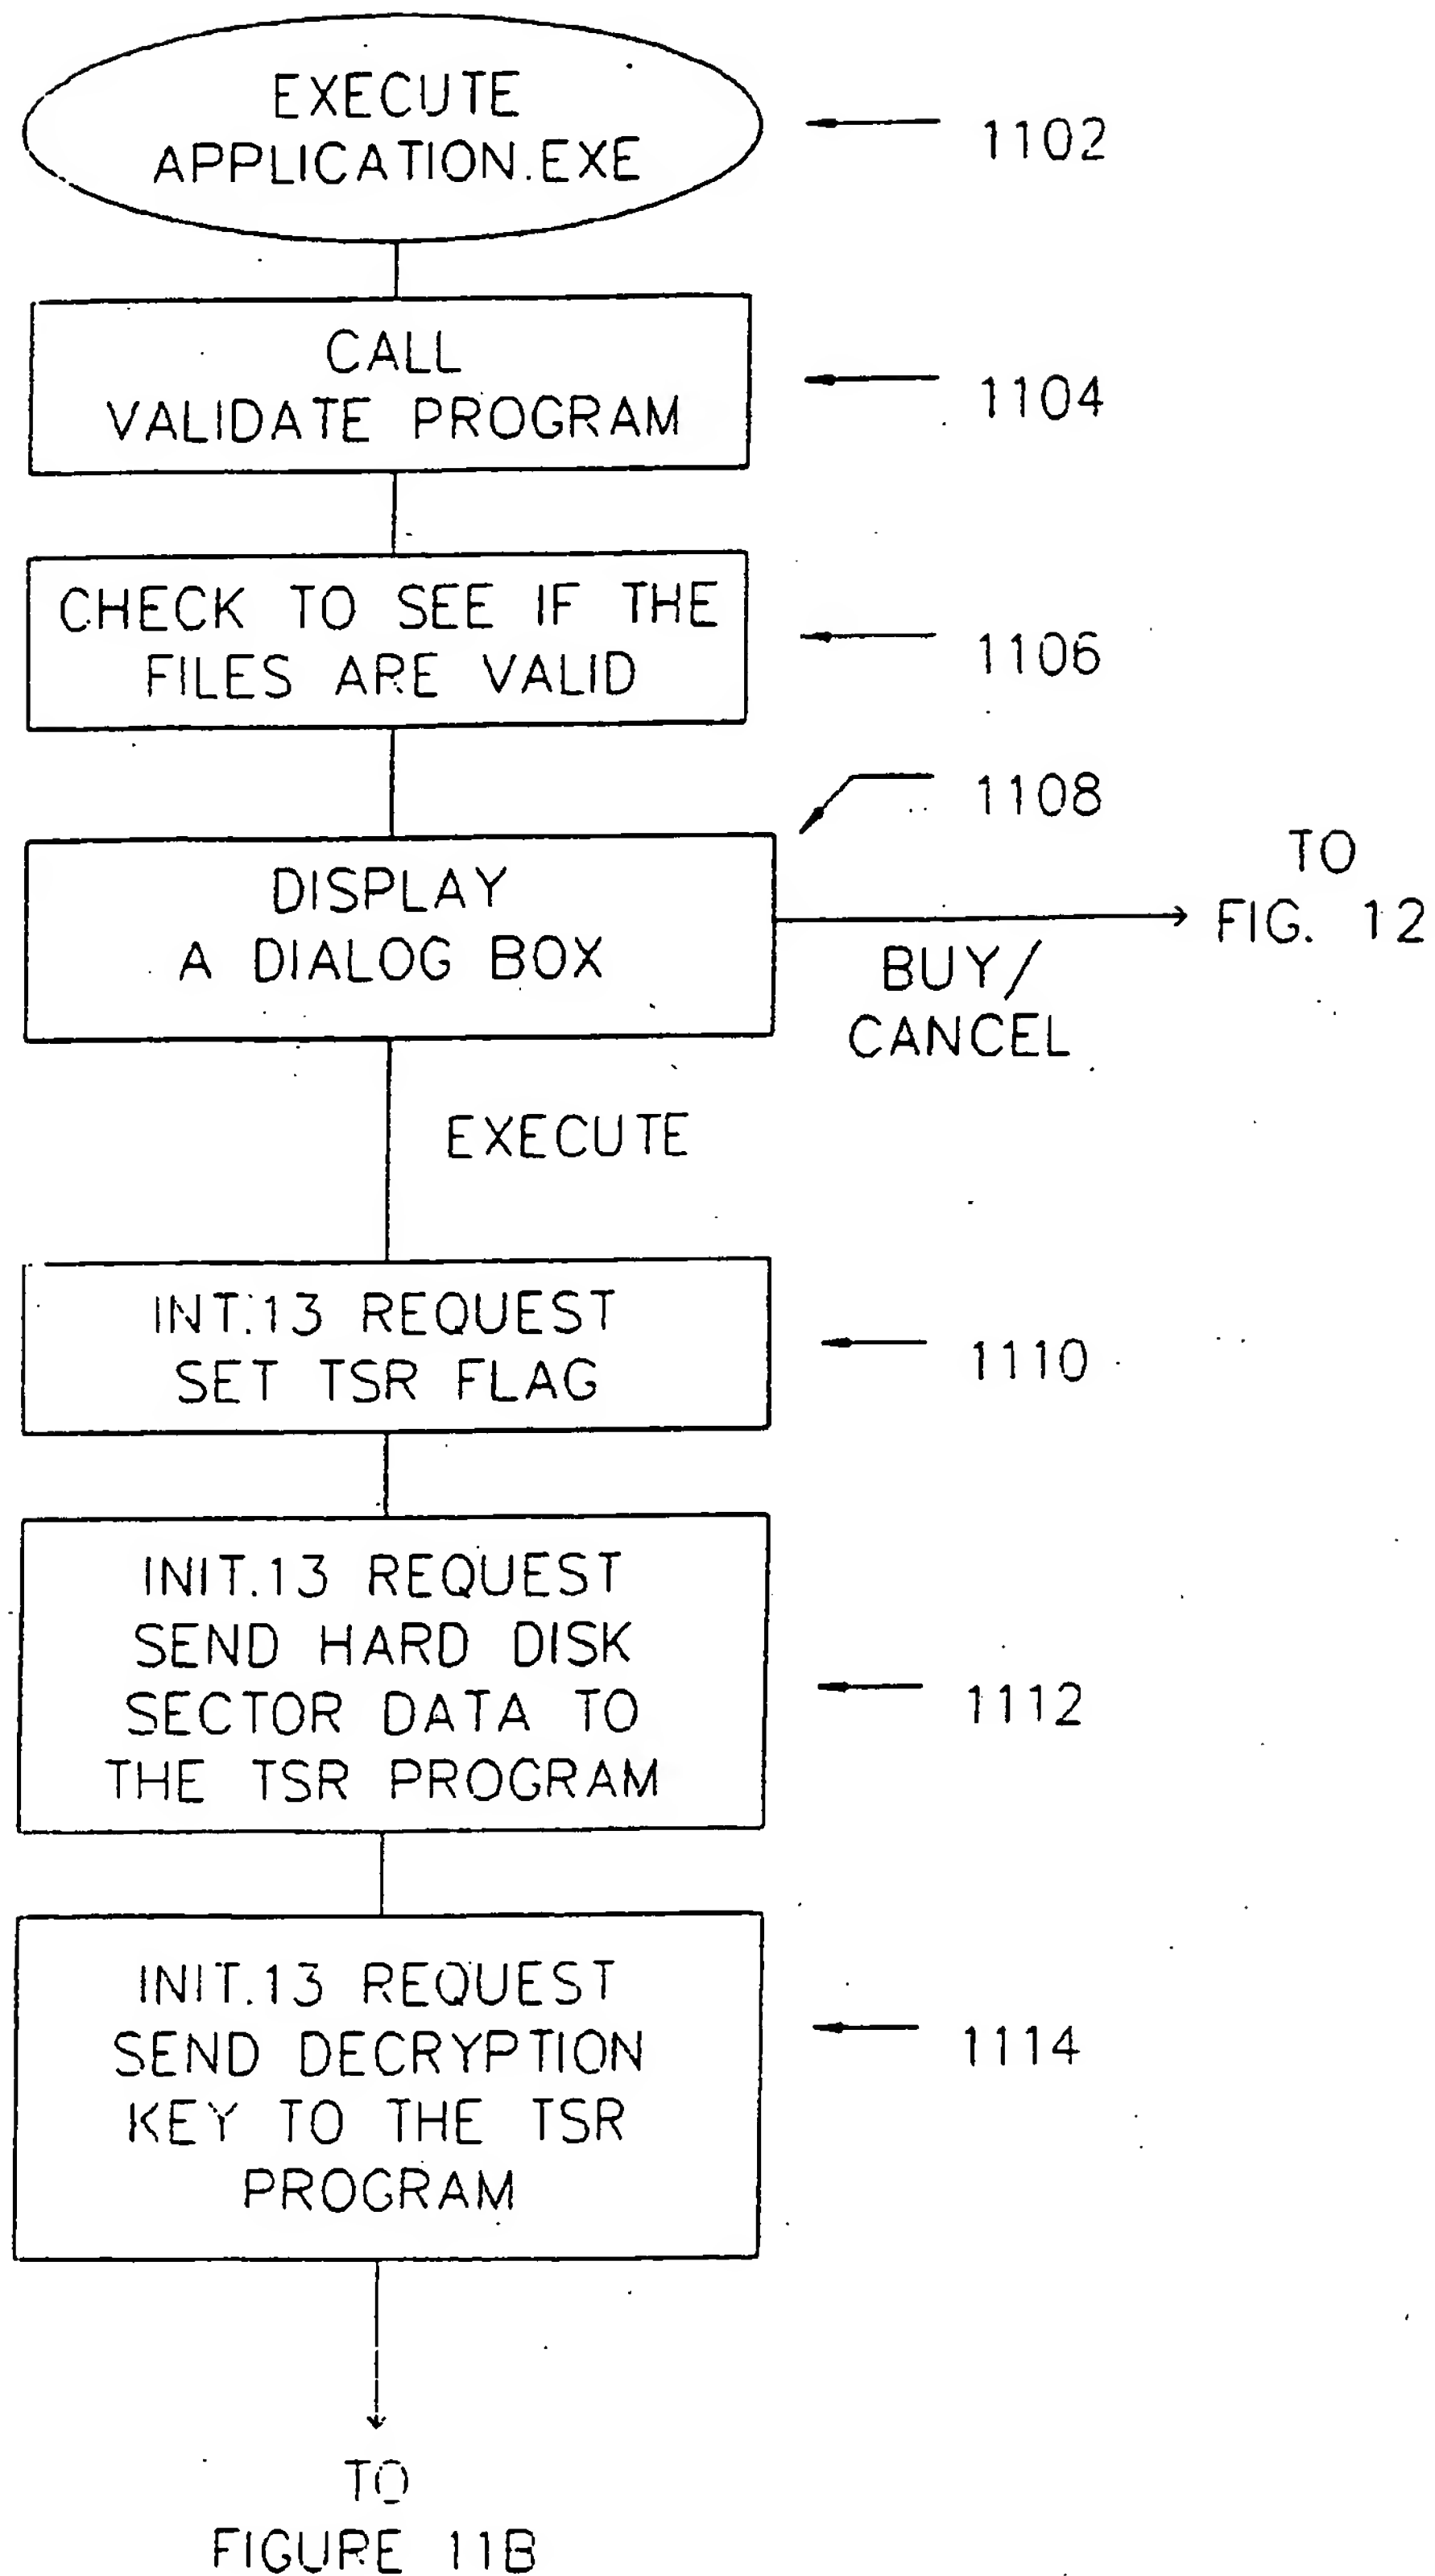 EXECUTE
APPLICATION.EXE
1102
CALL
VALIDATE PROGRAM
1104
CHECK TO SEE IF THE
FILES ARE VALID
1106
1108
DISPLAY
A DIALOG BOX
TO
FIG. 12
BUY/
CANCEL
EXECUTE
INT.13 REQUEST
SET TSR FLAG
1110
INIT.13 REQUEST
SEND HARD DISK
SECTOR DATA TO
THE TSR PROGRAM
1112
INIT.13 REQUEST
SEND DECRYPTION
KEY TO THE TSR
PROGRAM
1114
TO
FIGURE 11B